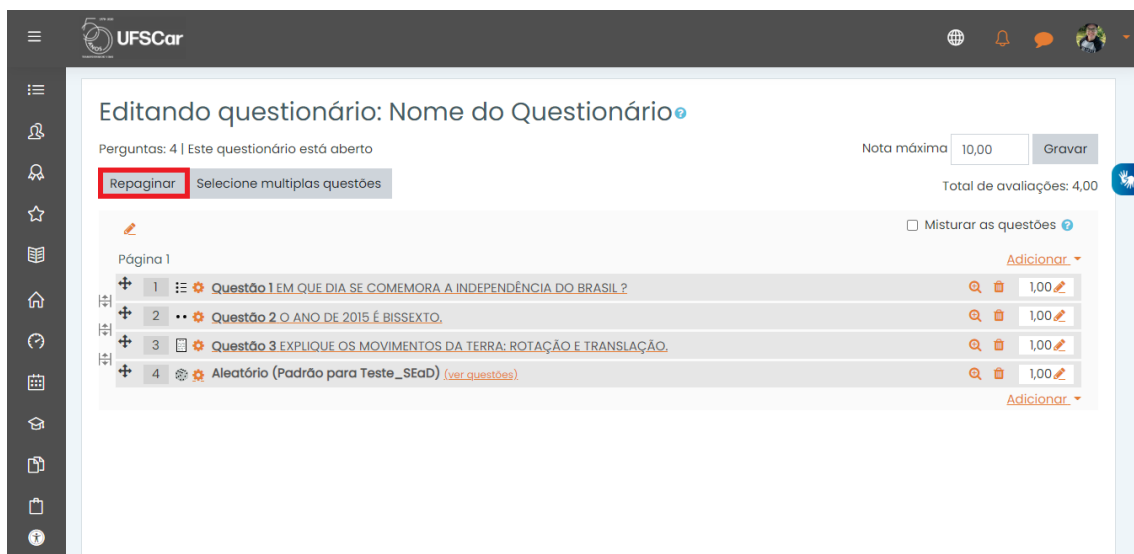 UFSCar
Editando questionário: Nome do Questionário
Perguntas: 4 | Este questionário está aberto
Nota máxima 10,00 Gravar
Repaginar Selecione multiplas questões
Total de avaliações: 4,00
Misturar as questões
Página 1
Adicionar
1 Questão 1 EM QUE DIA SE COMEMORA A INDEPENDÊNCIA DO BRASIL ? 1,00
2 Questão 2 O ANO DE 2015 É BISSEXTO. 1,00
3 Questão 3 EXPLIQUE OS MOVIMENTOS DA TERRA: ROTAÇÃO E TRANSLAÇÃO. 1,00
4 Aleatório (Padrão para Teste_SEaD) (ver questões) 1,00
Adicionar